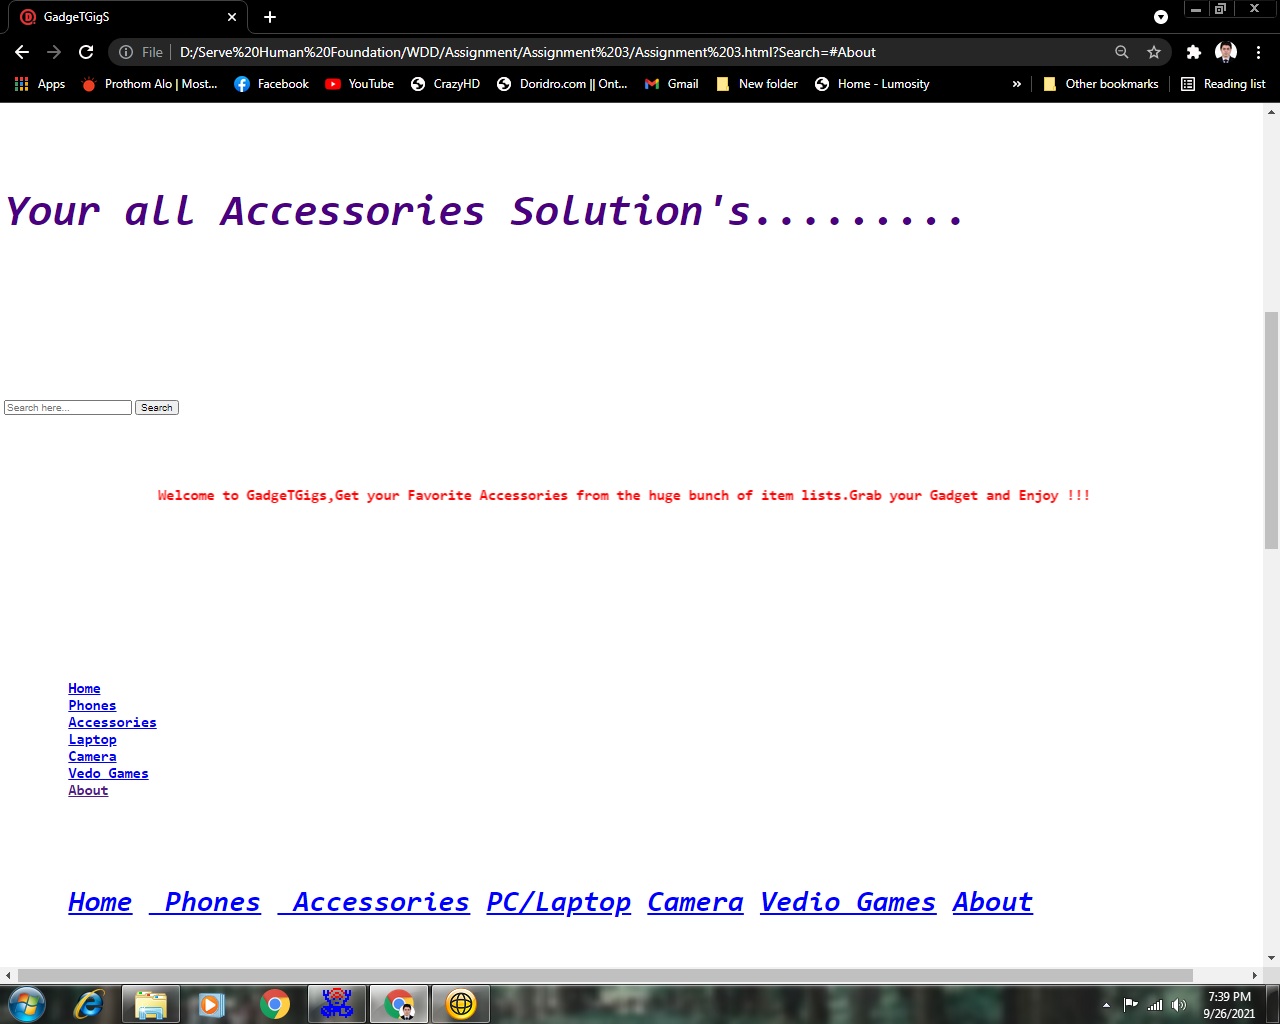 GadgeTGigS
File D:/Serve%20Human%20Foundation/WDD/Assignment/Assignment%203/Assignment%203.html?Search=#About
Apps Prothom Alo | Most... Facebook YouTube CrazyHD Doridro.com || Ont... Gmail New folder Home - Lumosity » Other bookmarks Reading list
Your all Accessories Solution's.........
Search here... Search
Welcome to GadgeTGigs,Get your Favorite Accessories from the huge bunch of item lists.Grab your Gadget and Enjoy !!!
Home
Phones
Accessories
Laptop
Camera
Vedo Games
About
Home Phones Accessories PC/Laptop Camera Vedio Games About
7:39 PM
9/26/2021